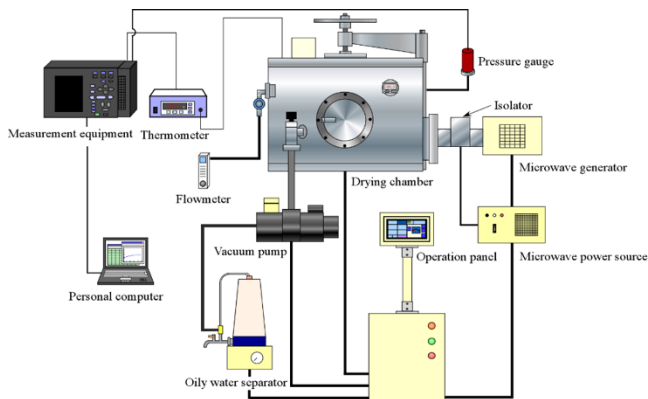 Pressure gauge
Isolator
Measurement equipment
Thermometer
Microwave generator
Drying chamber
Flowmeter
Vacuum pump
Operation panel
Microwave power source
Personal computer
Oily water separator